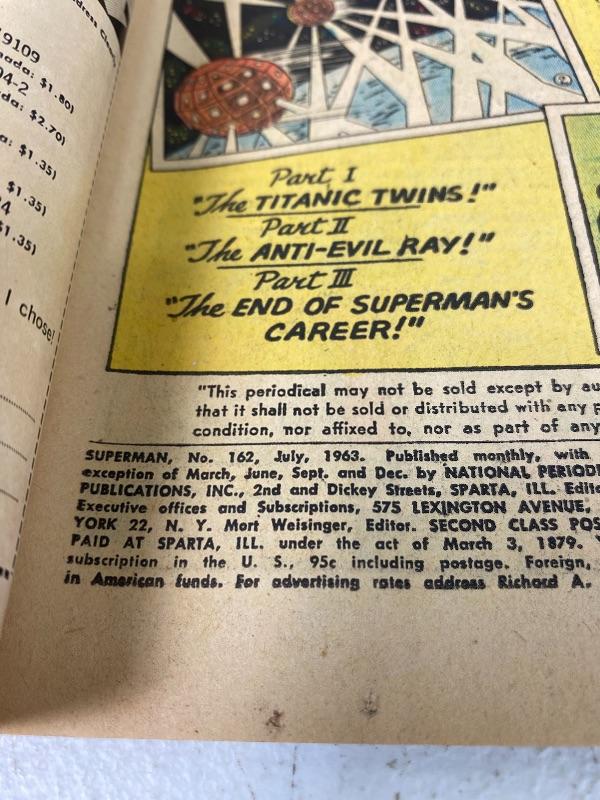 dress
9109
ada: $1.80)
04-2
da: $2.70)
a: $1.35)
$1.35)
4
$1.35)
I chose!
2
Part I
"The TITANIC TWINS!"
Part II
"The ANTI-EVIL RAY!"
Part III
"The END OF SUPERMAN'S
CAREER!"
"This periodical may not be sold except by au
that it shall not be sold or distributed with any p
condition, nor affixed to, nor as part of any
SUPERMAN, No. 162, July, 1963. Published monthly, with
exception of March, June, Sept. and Dec. by NATIONAL PERIODI
PUBLICATIONS, INC., 2nd and Dickey Streets, SPARTA, ILL. Edito
Executive offices and Subscriptions, 575 LEXINGTON AVENUE,
YORK 22, N. Y. Mort Weisinger, Editor. SECOND CLASS POS
PAID AT SPARTA, ILL. under the act of March 3, 1879. Y
subscription in the U. S., 95c including postage. Foreign,
in American funds. For advertising rates address Richard A.